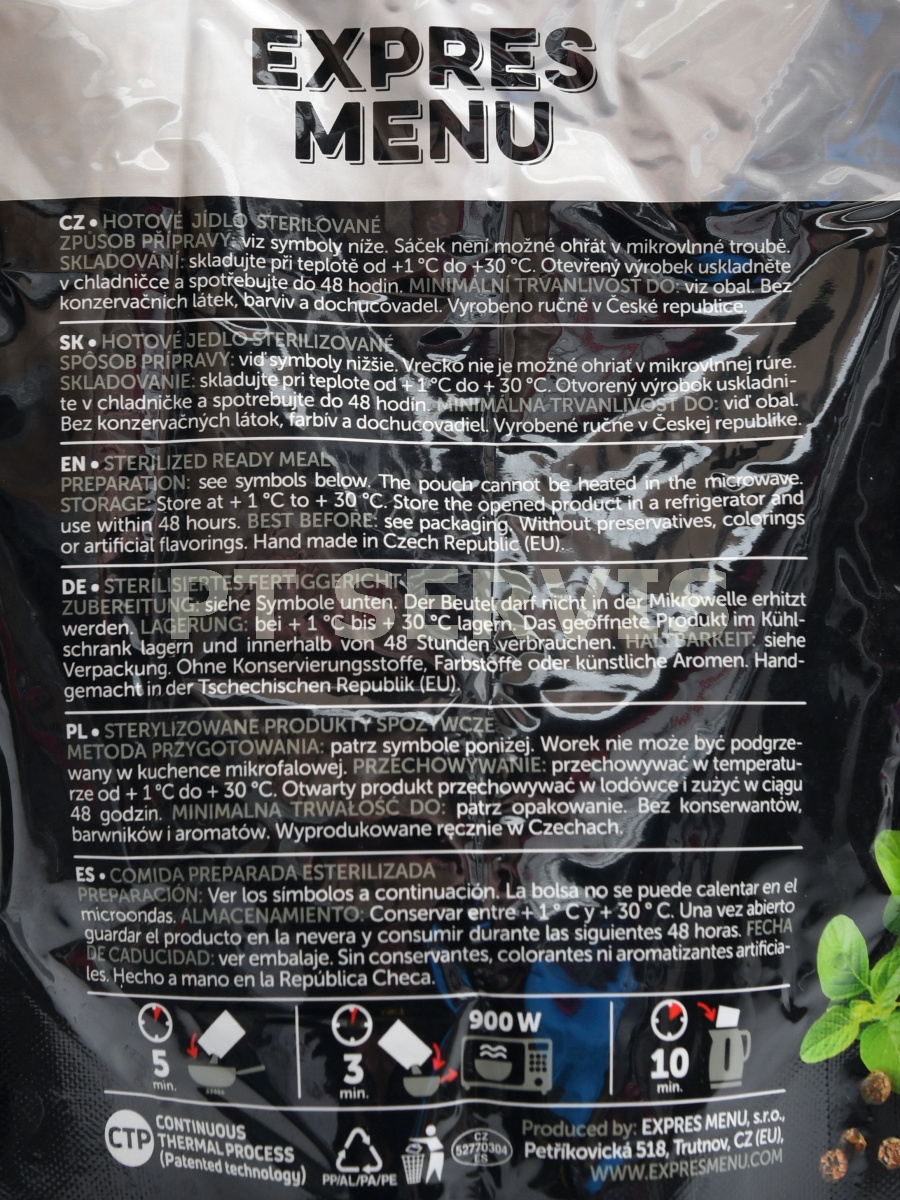 EXPRES
MENU
CZ • HOTOVÉ JÍDLO STERILOVANÉ
ZPŮSOB PŘÍPRAVY: viz symboly níže. Sáček není možné ohřát v mikrovlnné troubě.
SKLADOVÁNÍ: skladujte při teplotě od +1 °C do +30 °C. Otevřený výrobek uskladněte
v chladničce a spotřebujte do 48 hodin. MINIMÁLNÍ TRVANLIVOST DO: viz obal. Bez
konzervačních látek, barviv a dochucovadel. Vyrobeno ručně v České republice.
SK • HOTOVÉ JEDLO STERILIZOVANÉ
SPÔSOB PRÍPRAVY: viď symboly nižšie. Vrecko nie je možné ohriať v mikrovlnnej rúre.
SKLADOVANIE: skladujte pri teplote od + 1 °C do + 30 °C. Otvorený výrobok uskladni-
te v chladničke a spotrebujte do 48 hodín. MINIMÁLNA TRVANLIVOSŤ DO: viď obal.
Bez konzervačných látok, farbív a dochucovadiel. Vyrobené ručne v Českej republike.
EN • STERILIZED READY MEAL
PREPARATION: see symbols below. The pouch cannot be heated in the microwave.
STORAGE: Store at + 1 °C to + 30 °C. Store the opened product in a refrigerator and
use within 48 hours. BEST BEFORE: see packaging. Without preservatives, colorings
or artificial flavorings. Hand made in Czech Republic (EU).
PT SERVIS
DE • STERILISIERTES FERTIGGERICHT
ZUBEREITUNG: siehe Symbole unten. Der Beutel darf nicht in der Mikrowelle erhitzt
werden. LAGERUNG: bei + 1 °C bis + 30 °C lagern. Das geöffnete Produkt im Kühl-
schrank lagern und innerhalb von 48 Stunden verbrauchen. HALTBARKEIT: siehe
Verpackung. Ohne Konservierungsstoffe, Farbstoffe oder künstliche Aromen. Hand-
gemacht in der Tschechischen Republik (EU).
PL • STERYLIZOWANE PRODUKTY SPOŻYWCZE
METODA PRZYGOTOWANIA: patrz symbole poniżej. Worek nie może być podgrze-
wany w kuchence mikrofalowej. PRZECHOWYWANIE: przechowywać w temperatu-
rze od + 1 °C do + 30 °C. Otwarty produkt przechowywać w lodówce i zużyć w ciągu
48 godzin. MINIMALNA TRWAŁOŚĆ DO: patrz opakowanie. Bez konserwantów,
barwników i aromatów. Wyprodukowane ręcznie w Czechach.
ES • COMIDA PREPARADA ESTERILIZADA
PREPARACIÓN: Ver los símbolos a continuación. La bolsa no se puede calentar en el
microondas. ALMACENAMIENTO: Conservar entre + 1 ° C y + 30 ° C. Una vez abierto
guardar el producto en la nevera y consumir durante las siguientes 48 horas. FECHA
DE CADUCIDAD: ver embalaje. Sin conservantes, colorantes ni aromatizantes artificia-
les. Hecho a mano en la República Checa.
5
min.
3
min.
900 W
10
min.
CTP
CONTINUOUS
THERMAL PROCESS
(Patented technology)
PP/AL/PA/PE
CZ
52770304
ES
Produced by: EXPRES MENU, s.r.o.,
Petříkovická 518, Trutnov, CZ (EU),
WWW.EXPRESMENU.COM